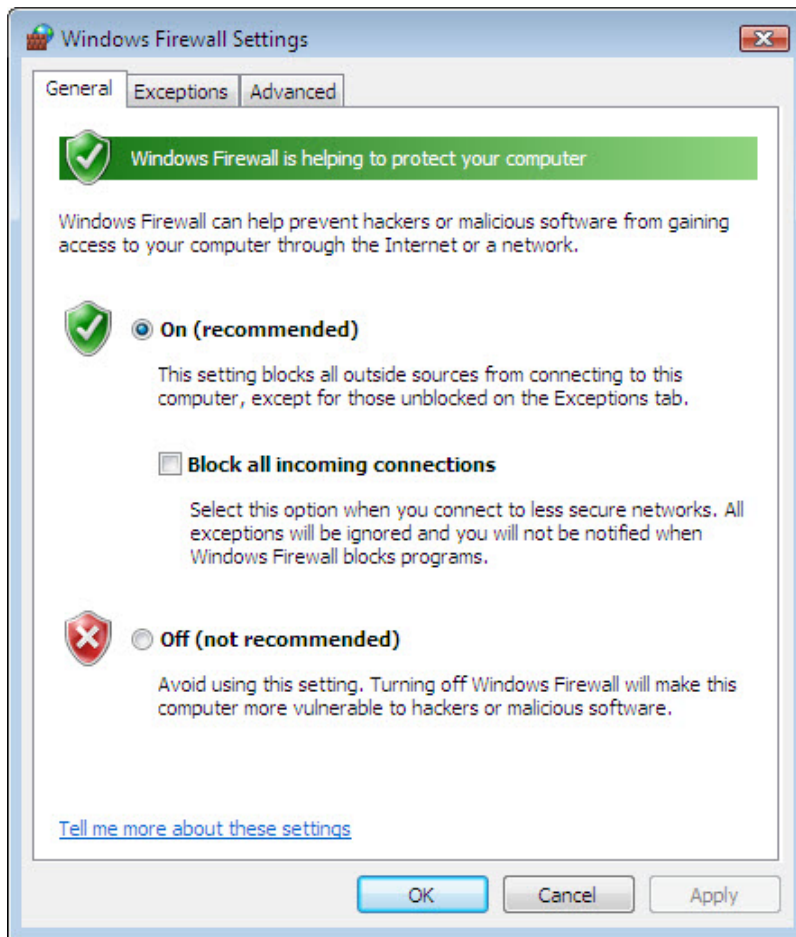 Windows Firewall Settings
General
Exceptions
Advanced
Windows Firewall is helping to protect your computer
Windows Firewall can help prevent hackers or malicious software from gaining
access to your computer through the Internet or a network.
On (recommended)
This setting blocks all outside sources from connecting to this
computer, except for those unblocked on the Exceptions tab.
Block all incoming connections
Select this option when you connect to less secure networks. All
exceptions will be ignored and you will not be notified when
Windows Firewall blocks programs.
Off (not recommended)
Avoid using this setting. Turning off Windows Firewall will make this
computer more vulnerable to hackers or malicious software.
Tell me more about these settings
OK
Cancel
Apply